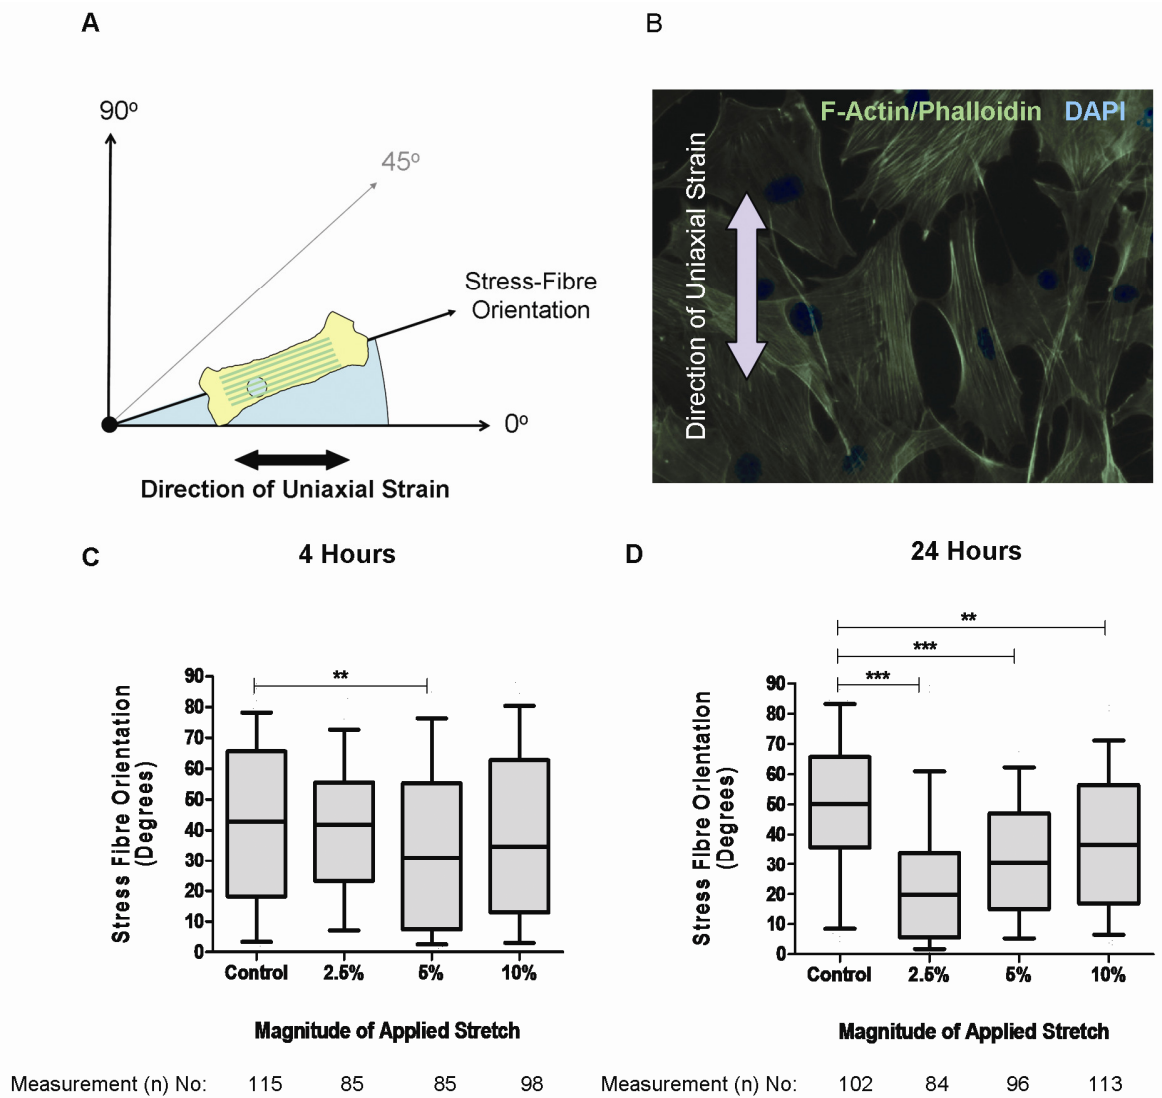 A
90º
45º
Stress-Fibre
Orientation
0º
Direction of Uniaxial Strain
B
F-Actin/Phalloidin DAPI
Direction of Uniaxial Strain
C
4 Hours
**
Stress Fibre Orientation
(Degrees)
90
80
70
60
50
40
30
20
10
0
Control 2.5% 5% 10%
Magnitude of Applied Stretch
Measurement (n) No: 115 85 85 98
D
24 Hours
**
***
***
Stress Fibre Orientation
(Degrees)
90
80
70
60
50
40
30
20
10
0
Control 2.5% 5% 10%
Magnitude of Applied Stretch
Measurement (n) No: 102 84 96 113